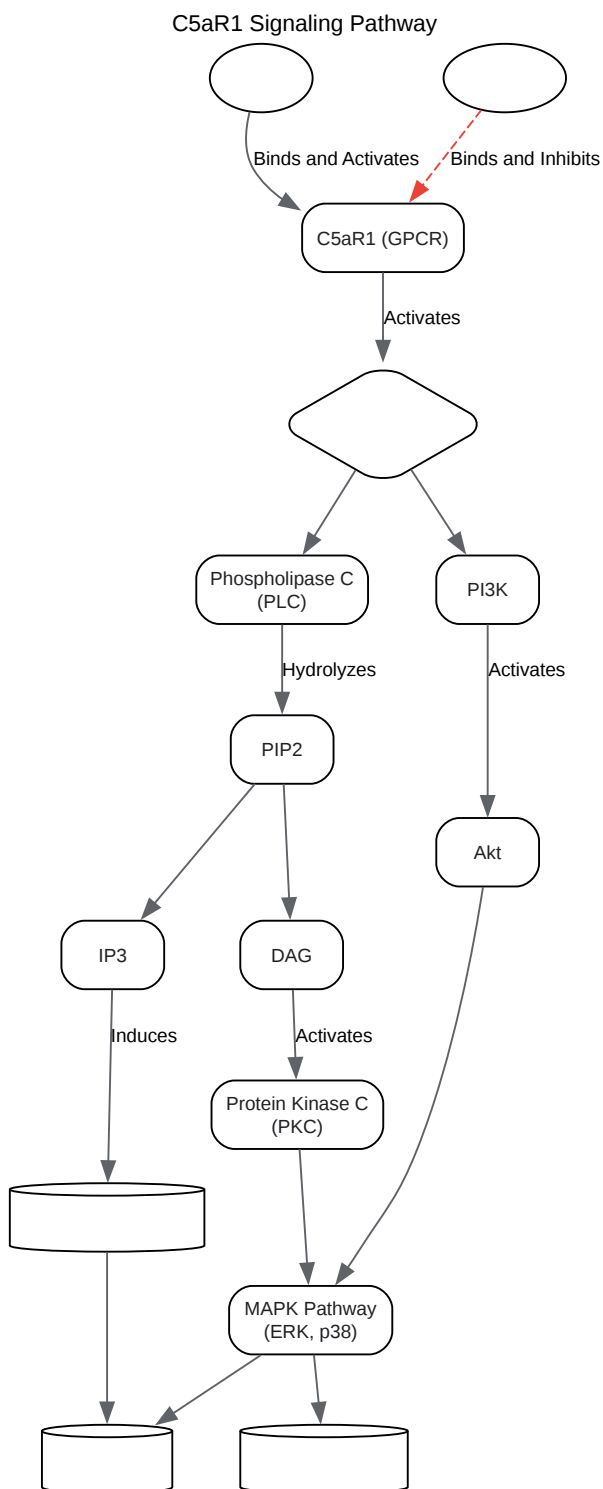 C5aR1 Signaling Pathway
Binds and Activates
Binds and Inhibits
C5aR1 (GPCR)
Activates
Phospholipase C
(PLC)
PI3K
Hydrolyzes
Activates
PIP2
Akt
IP3
DAG
Induces
Activates
Protein Kinase C
(PKC)
MAPK Pathway
(ERK, p38)